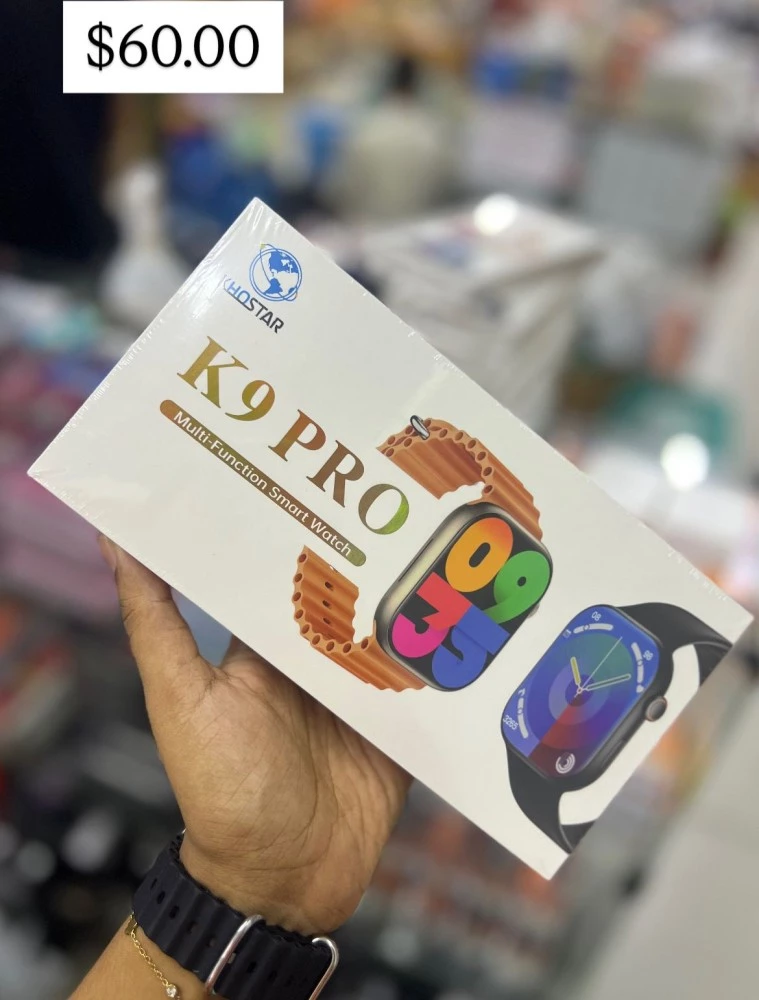 $60.00
KHOSTAR
K9 PRO
Multi-Function Smart Watch
09
35